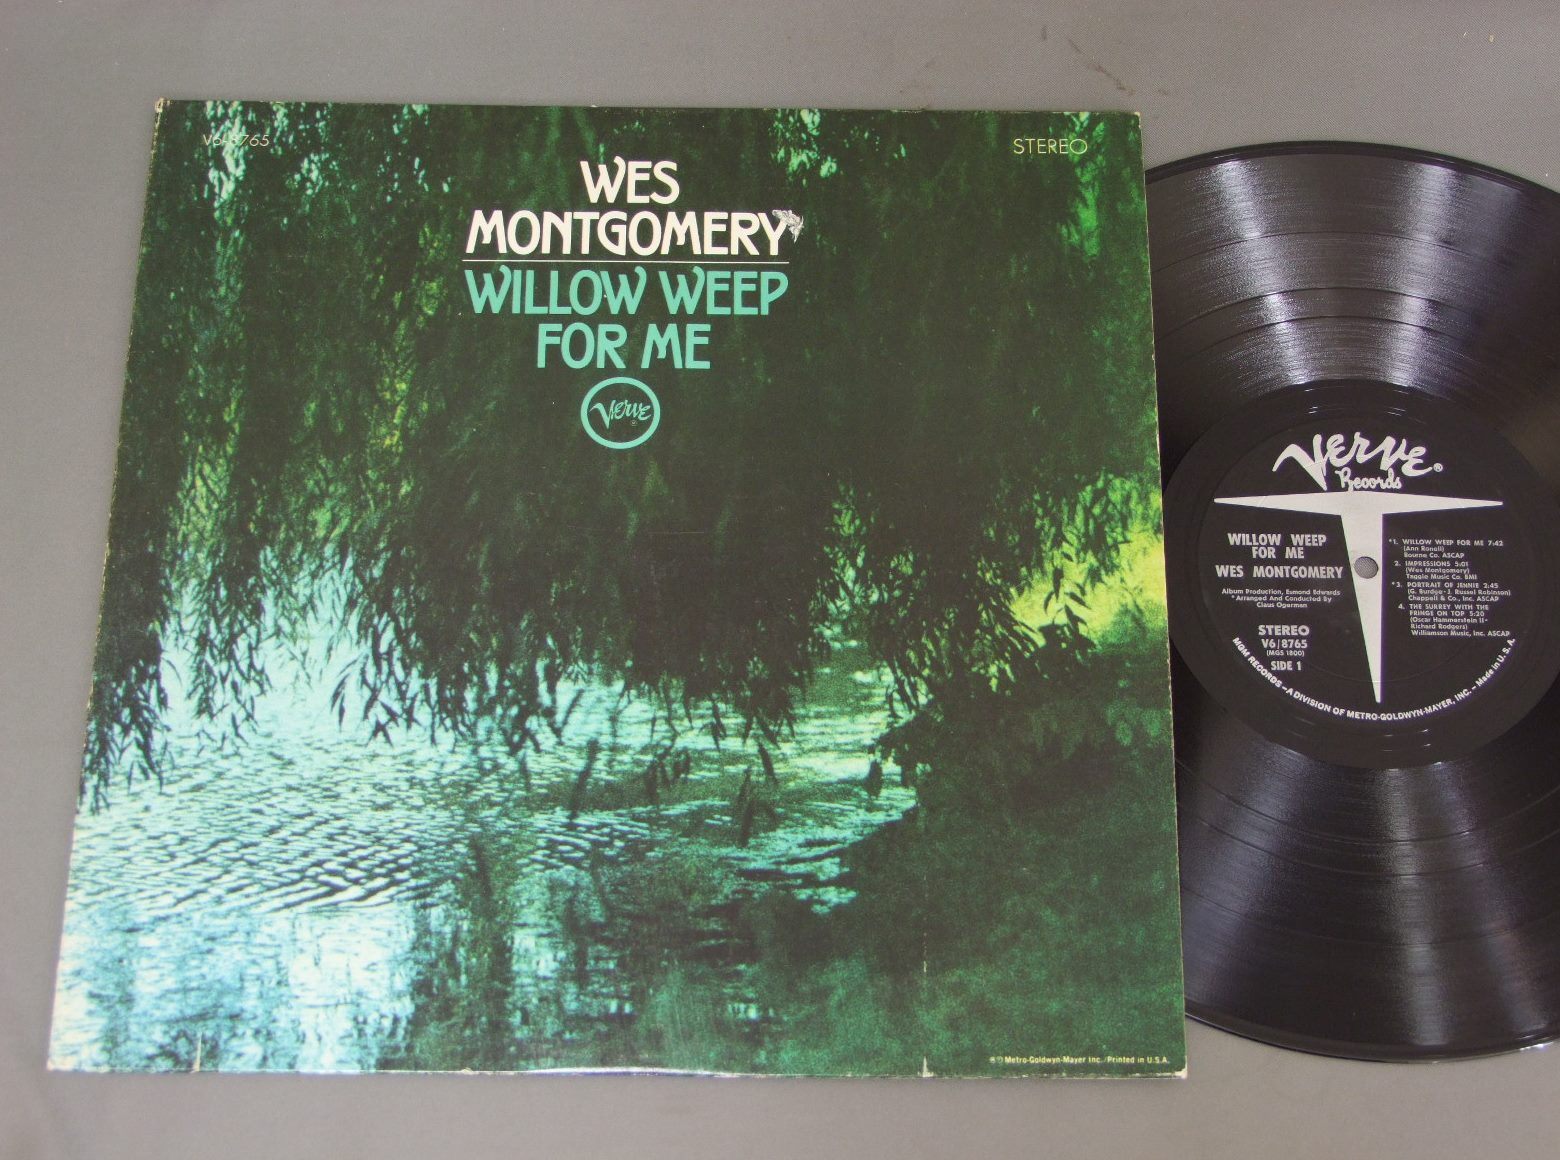 V6-8765
STEREO
WES
MONTGOMERY
WILLOW WEEP
FOR ME
Verve
® ℗ Metro-Goldwyn-Mayer Inc./Printed in U.S.A.
VERVE®
Records
WILLOW WEEP
FOR ME
WES MONTGOMERY
Album Production, Esmond Edwards
*Arranged And Conducted By
Claus Ogerman
STEREO
V6/8765
(MGS 1800)
SIDE 1
*1. WILLOW WEEP FOR ME 7:42
(Ann Ronell)
Bourne Co. ASCAP
2. IMPRESSIONS 5:01
(Wes Montgomery)
Taggie Music Co. BMI
*3. PORTRAIT OF JENNIE 2:45
(G. Burdge-J. Russel Robinson)
Chappell & Co., Inc. ASCAP
4. THE SURREY WITH THE
FRINGE ON TOP 5:20
(Oscar Hammerstein II-
Richard Rodgers)
Williamson Music, Inc. ASCAP
MGM RECORDS—A DIVISION OF METRO-GOLDWYN-MAYER, INC.—Made in U.S.A.